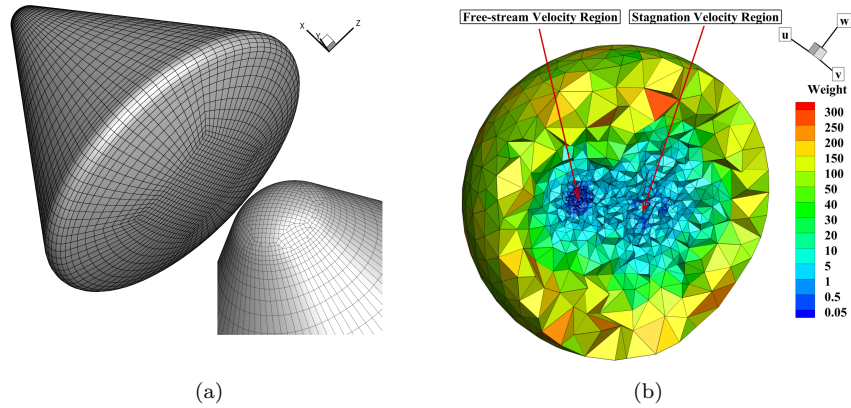 X
Y
Z
(a)
Free-stream Velocity Region
Stagnation Velocity Region
u
w
v
Weight
300
250
200
150
100
50
40
30
20
10
5
1
0.5
0.05
(b)